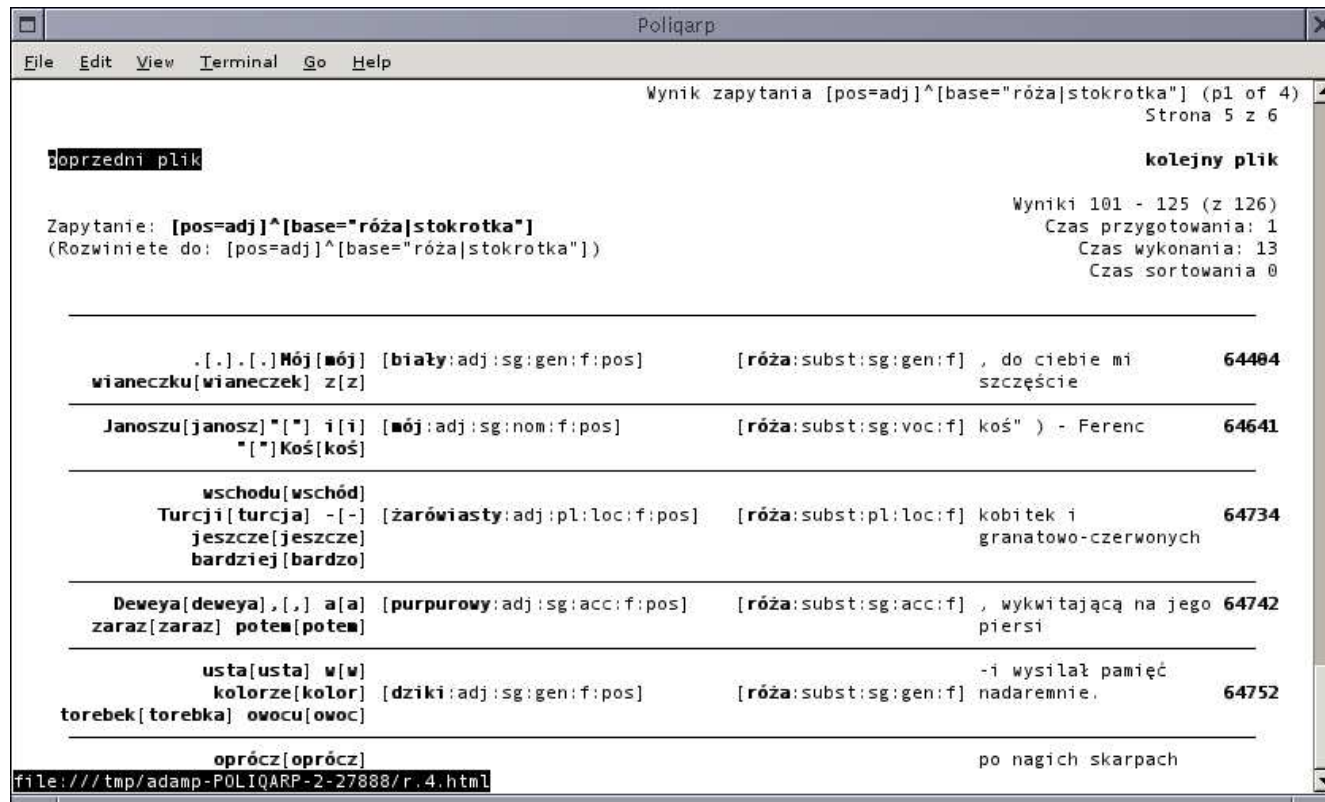 Poliqarp
File Edit View Terminal Go Help
Wynik zapytania [pos=adj]^[base="róża|stokrotka"] (p1 of 4)
Strona 5 z 6
poprzedni plik kolejny plik
Wyniki 101 - 125 (z 126)
Zapytanie: [pos=adj]^[base="róża|stokrotka"] Czas przygotowania: 1
(Rozwiniete do: [pos=adj]^[base="róża|stokrotka"]) Czas wykonania: 13
Czas sortowania 0
.[.].[.]Mój[mój] [biały:adj:sg:gen:f:pos] [róża:subst:sg:gen:f] , do ciebie mi 64404
wianeczku[wianeczek] z[z] szczęście
Janoszu[janosz]"["] i[i] [mój:adj:sg:nom:f:pos] [róża:subst:sg:voc:f] koś" ) - Ferenc 64641
"["]Koś[koś]
wschodu[wschód]
Turcji[turcja] -[-] [żarówiasty:adj:pl:loc:f:pos] [róża:subst:pl:loc:f] kobitek i 64734
jeszcze[jeszcze] granatowo-czerwonych
bardziej[bardzo]
Deweya[deweya],[,] a[a] [purpurowy:adj:sg:acc:f:pos] [róża:subst:sg:acc:f] , wykwitającą na jego 64742
zaraz[zaraz] potem[potem] piersi
usta[usta] w[w] -i wysilał pamięć
kolorze[kolor] [dziki:adj:sg:gen:f:pos] [róża:subst:sg:gen:f] nadaremnie. 64752
torebek[torebka] owocu[owoc]
oprócz[oprócz] po nagich skarpach
file:///tmp/adamp-POLIQARP-2-27888/r.4.html